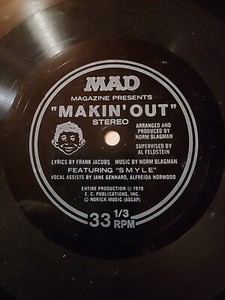 MAD
MAGAZINE PRESENTS
"MAKIN' OUT"
STEREO
ARRANGED AND
PRODUCED BY
NORM BLAGMAN
SUPERVISED BY
AL FELDSTEIN
LYRICS BY FRANK JACOBS MUSIC BY NORM BLAGMAN
FEATURING "SMYLE"
VOCAL ASSISTS BY JANE GENNARO, ALFREIDA NORWOOD
ENTIRE PRODUCTION © 1978
E. C. PUBLICATIONS, INC.
© NORICK MUSIC (ASCAP)
33 1/3
RPM